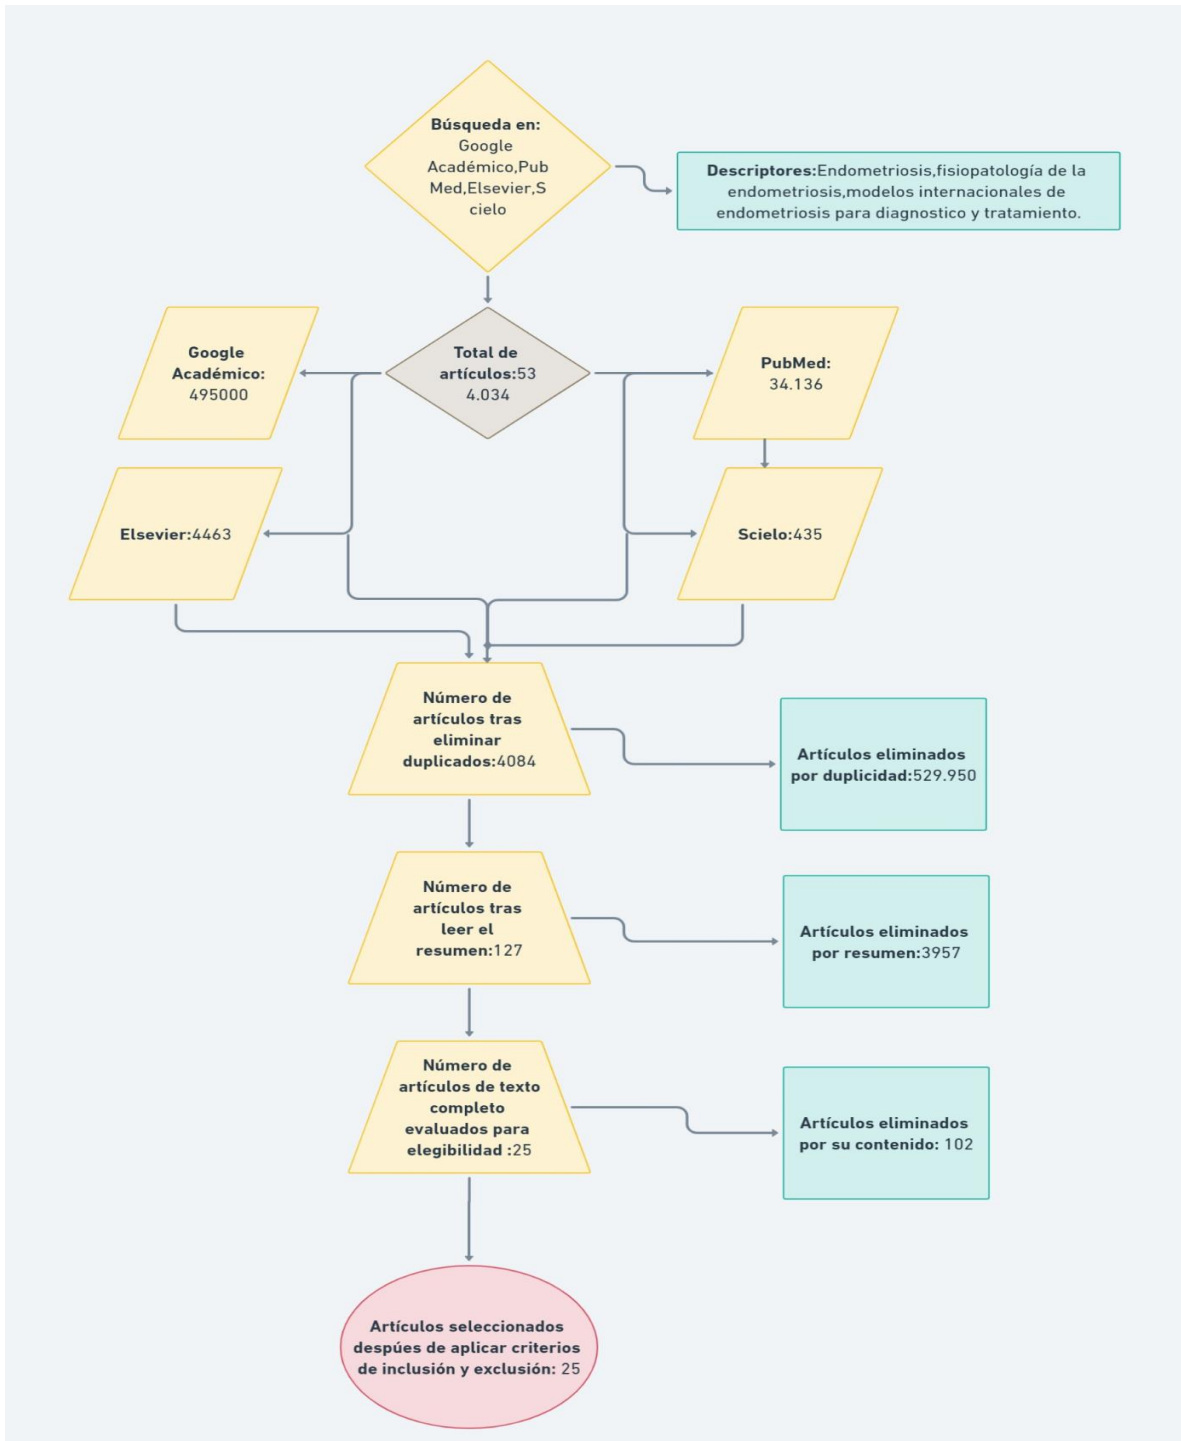 Búsqueda en:
Google
Académico,Pub
Med,Elsevier,S
cielo
Descriptores:Endometriosis,fisiopatología de la
endometriosis,modelos internacionales de
endometriosis para diagnostico y tratamiento.
Google
Académico:
495000
Total de
artículos:53
4.034
PubMed:
34.136
Elsevier:4463
Scielo:435
Número de
artículos tras
eliminar
duplicados:4084
Artículos eliminados
por duplicidad:529.950
Número de
artículos tras
leer el
resumen:127
Artículos eliminados
por resumen:3957
Número de
artículos de texto
completo
evaluados para
elegibilidad :25
Artículos eliminados
por su contenido: 102
Artículos seleccionados
despúes de aplicar criterios
de inclusión y exclusión: 25